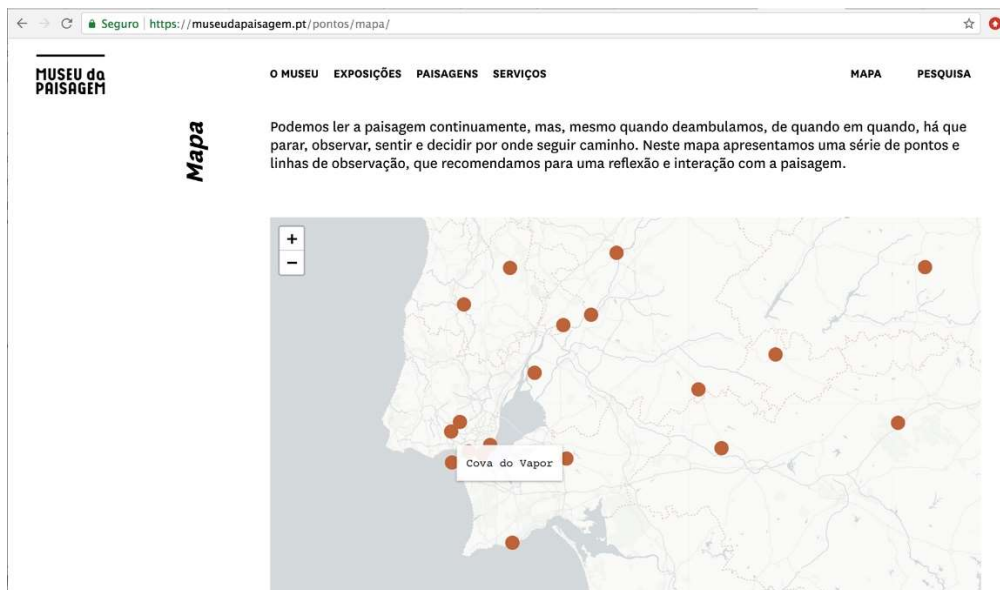 Seguro | https://museudapaisagem.pt/pontos/mapa/
MUSEU da
PAISAGEM
O MUSEU EXPOSIÇÕES PAISAGENS SERVIÇOS MAPA PESQUISA
Mapa
Podemos ler a paisagem continuamente, mas, mesmo quando deambulamos, de quando em quando, há que
parar, observar, sentir e decidir por onde seguir caminho. Neste mapa apresentamos uma série de pontos e
linhas de observação, que recomendamos para uma reflexão e interação com a paisagem.
+
−
Cova do Vapor